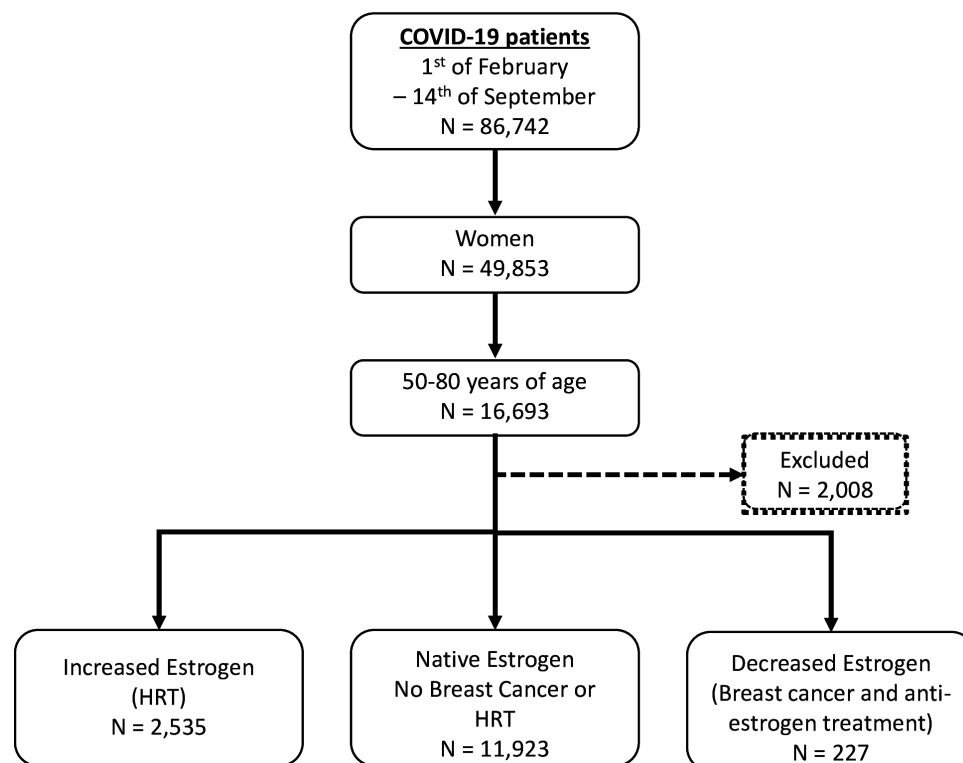 COVID-19 patients
1st of February
– 14th of September
N = 86,742
Women
N = 49,853
50-80 years of age
N = 16,693
Excluded
N = 2,008
Increased Estrogen
(HRT)
N = 2,535
Native Estrogen
No Breast Cancer or
HRT
N = 11,923
Decreased Estrogen
(Breast cancer and anti-
estrogen treatment)
N = 227